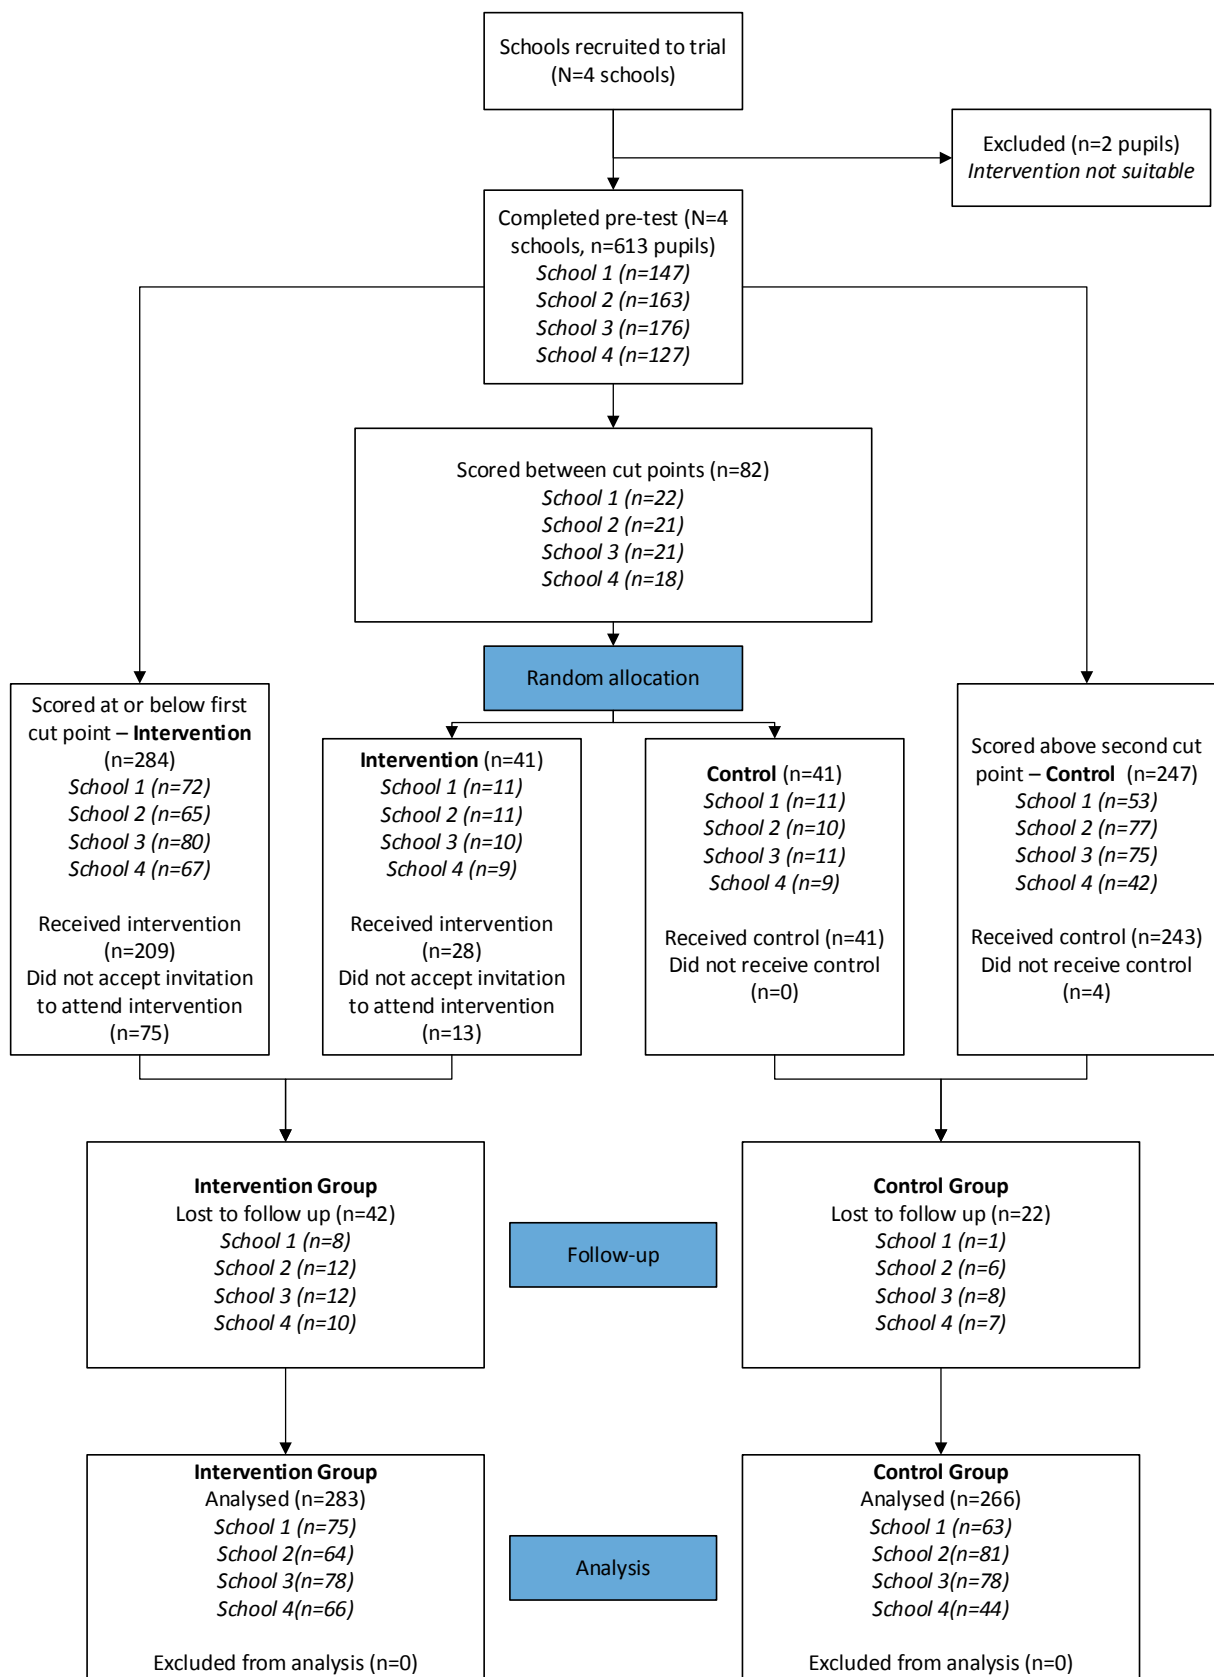 Schools recruited to trial
(N=4 schools)
Excluded (n=2 pupils)
Intervention not suitable
Completed pre-test (N=4
schools, n=613 pupils)
School 1 (n=147)
School 2 (n=163)
School 3 (n=176)
School 4 (n=127)
Scored between cut points (n=82)
School 1 (n=22)
School 2 (n=21)
School 3 (n=21)
School 4 (n=18)
Random allocation
Scored at or below first
cut point – Intervention
(n=284)
School 1 (n=72)
School 2 (n=65)
School 3 (n=80)
School 4 (n=67)
Received intervention
(n=209)
Did not accept invitation
to attend intervention
(n=75)
Intervention (n=41)
School 1 (n=11)
School 2 (n=11)
School 3 (n=10)
School 4 (n=9)
Received intervention
(n=28)
Did not accept invitation
to attend intervention
(n=13)
Control (n=41)
School 1 (n=11)
School 2 (n=10)
School 3 (n=11)
School 4 (n=9)
Received control (n=41)
Did not receive control
(n=0)
Scored above second cut
point – Control (n=247)
School 1 (n=53)
School 2 (n=77)
School 3 (n=75)
School 4 (n=42)
Received control (n=243)
Did not receive control
(n=4)
Intervention Group
Lost to follow up (n=42)
School 1 (n=8)
School 2 (n=12)
School 3 (n=12)
School 4 (n=10)
Follow-up
Control Group
Lost to follow up (n=22)
School 1 (n=1)
School 2 (n=6)
School 3 (n=8)
School 4 (n=7)
Intervention Group
Analysed (n=283)
School 1 (n=75)
School 2(n=64)
School 3(n=78)
School 4(n=66)
Excluded from analysis (n=0)
Analysis
Control Group
Analysed (n=266)
School 1 (n=63)
School 2(n=81)
School 3(n=78)
School 4(n=44)
Excluded from analysis (n=0)